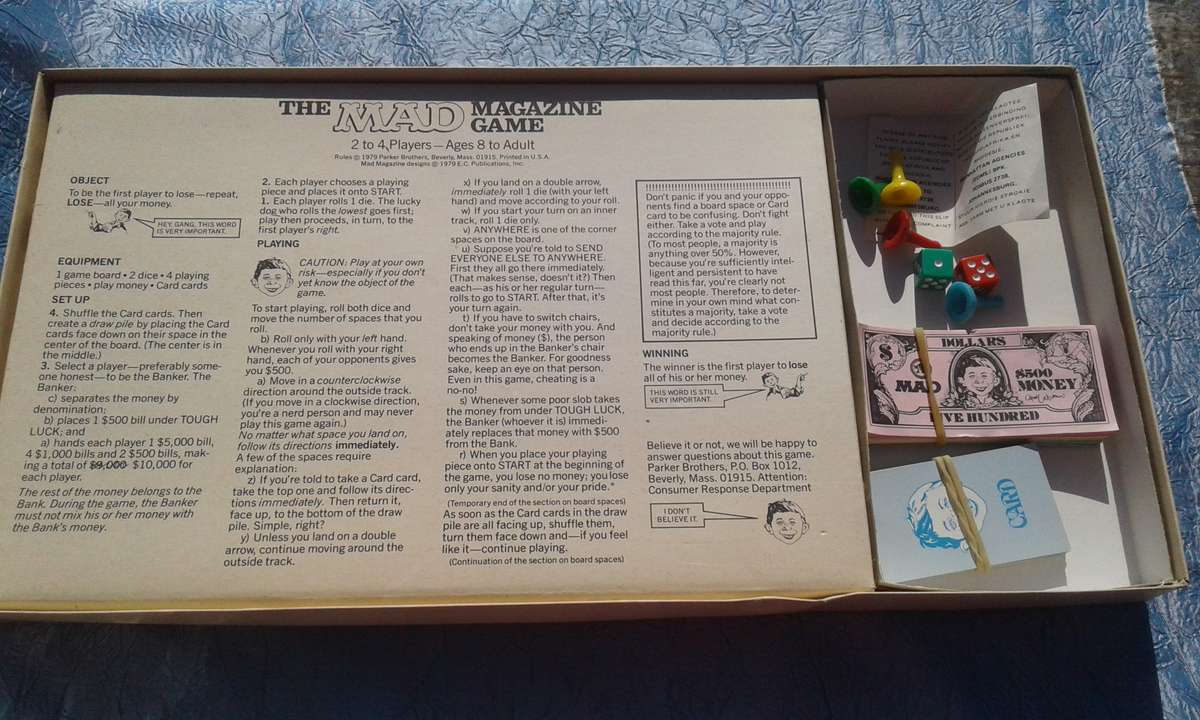 THE MAD MAGAZINE GAME
2 to 4 Players—Ages 8 to Adult
Rules © 1979 Parker Brothers, Beverly, Mass. 01915. Printed in U.S.A.
Mad Magazine designs © 1979 E.C. Publications, Inc.
OBJECT
To be the first player to lose—repeat,
LOSE—all your money.
HEY, GANG, THIS WORD
IS VERY IMPORTANT.
EQUIPMENT
1 game board • 2 dice • 4 playing
pieces • play money • Card cards
SET UP
4. Shuffle the Card cards. Then
create a draw pile by placing the Card
cards face down on their space in the
center of the board. (The center is in
the middle.)
3. Select a player—preferably some-
one honest—to be the Banker. The
Banker:
c) separates the money by
denomination;
b) places 1 $500 bill under TOUGH
LUCK; and
a) hands each player 1 $5,000 bill,
4 $1,000 bills and 2 $500 bills, mak-
ing a total of $9,000 $10,000 for
each player.
The rest of the money belongs to the
Bank. During the game, the Banker
must not mix his or her money with
the Bank's money.
2. Each player chooses a playing
piece and places it onto START.
1. Each player rolls 1 die. The lucky
dog who rolls the lowest goes first;
play then proceeds, in turn, to the
first player's right.
PLAYING
CAUTION: Play at your own
risk—especially if you don't
yet know the object of the
game.
To start playing, roll both dice and
move the number of spaces that you
roll.
b) Roll only with your left hand.
Whenever you roll with your right
hand, each of your opponents gives
you $500.
a) Move in a counterclockwise
direction around the outside track.
(If you move in a clockwise direction,
you're a nerd person and may never
play this game again.)
No matter what space you land on,
follow its directions immediately.
A few of the spaces require
explanation:
z) If you're told to take a Card card,
take the top one and follow its direc-
tions immediately. Then return it,
face up, to the bottom of the draw
pile. Simple, right?
y) Unless you land on a double
arrow, continue moving around the
outside track.
x) If you land on a double arrow,
immediately roll 1 die (with your left
hand) and move according to your roll.
w) If you start your turn on an inner
track, roll 1 die only.
v) ANYWHERE is one of the corner
spaces on the board.
u) Suppose you're told to SEND
EVERYONE ELSE TO ANYWHERE.
First they all go there immediately.
(That makes sense, doesn't it?) Then
each—as his or her regular turn—
rolls to go to START. After that, it's
your turn again.
t) If you have to switch chairs,
don't take your money with you. And
speaking of money ($), the person
who ends up in the Banker's chair
becomes the Banker. For goodness
sake, keep an eye on that person.
Even in this game, cheating is a
no-no!
s) Whenever some poor slob takes
the money from under TOUGH LUCK,
the Banker (whoever it is) immedi-
ately replaces that money with $500
from the Bank.
r) When you place your playing
piece onto START at the beginning of
the game, you lose no money; you lose
only your sanity and/or your pride.*
(Temporary end of the section on board spaces)
As soon as the Card cards in the draw
pile are all facing up, shuffle them,
turn them face down and—if you feel
like it—continue playing.
(Continuation of the section on board spaces)
Don't panic if you and your oppo-
nents find a board space or Card
card to be confusing. Don't fight
either. Take a vote and play
according to the majority rule.
(To most people, a majority is
anything over 50%. However,
because you're sufficiently intel-
ligent and persistent to have
read this far, you're clearly not
most people. Therefore, to deter-
mine in your own mind what con-
stitutes a majority, take a vote
and decide according to the
majority rule.)
WINNING
The winner is the first player to lose
all of his or her money.
THIS WORD IS STILL
VERY IMPORTANT.
*
Believe it or not, we will be happy to
answer questions about this game.
Parker Brothers, P.O. Box 1012,
Beverly, Mass. 01915. Attention:
Consumer Response Department
I DON'T
BELIEVE IT.
DOLLARS
$
MAD
$500
MONEY
FIVE HUNDRED
CARD
AGENCIES
JOHANNESBURG.